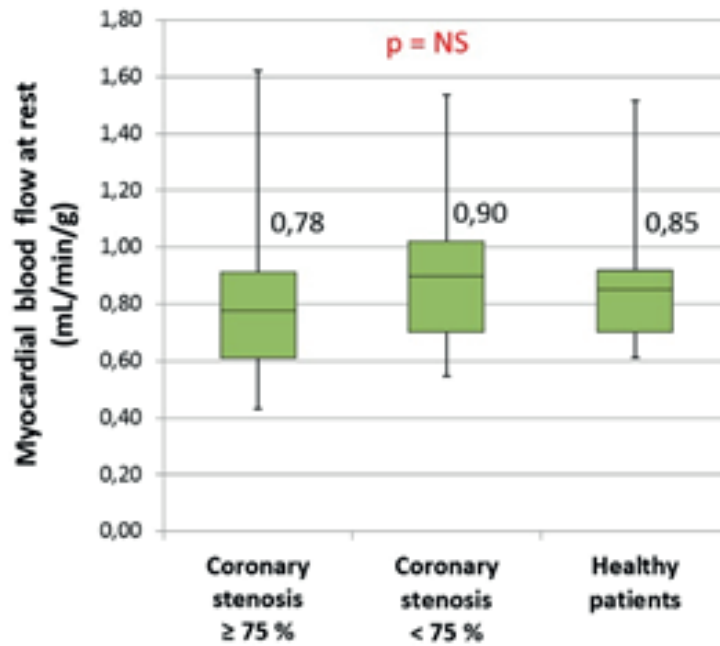 1,80
1,60
1,40
1,20
1,00
0,80
0,60
0,40
0,20
0,00
Myocardial blood flow at rest
(mL/min/g)
p = NS
0,78
0,90
0,85
Coronary
stenosis
≥ 75 %
Coronary
stenosis
< 75 %
Healthy
patients